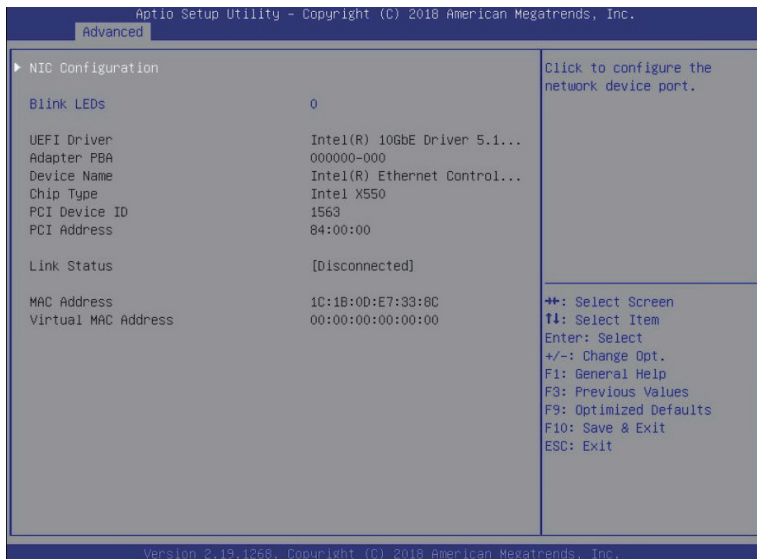 Aptio Setup Utility – Copyright (C) 2018 American Megatrends, Inc.
Advanced
▶ NIC Configuration
Blink LEDs 0
UEFI Driver Intel(R) 10GbE Driver 5.1...
Adapter PBA 000000-000
Device Name Intel(R) Ethernet Control...
Chip Type Intel X550
PCI Device ID 1563
PCI Address 84:00:00
Link Status [Disconnected]
MAC Address 1C:1B:0D:E7:33:8C
Virtual MAC Address 00:00:00:00:00:00
Click to configure the
network device port.
→←: Select Screen
↑↓: Select Item
Enter: Select
+/-: Change Opt.
F1: General Help
F3: Previous Values
F9: Optimized Defaults
F10: Save & Exit
ESC: Exit
Version 2.19.1268. Copyright (C) 2018 American Megatrends, Inc.